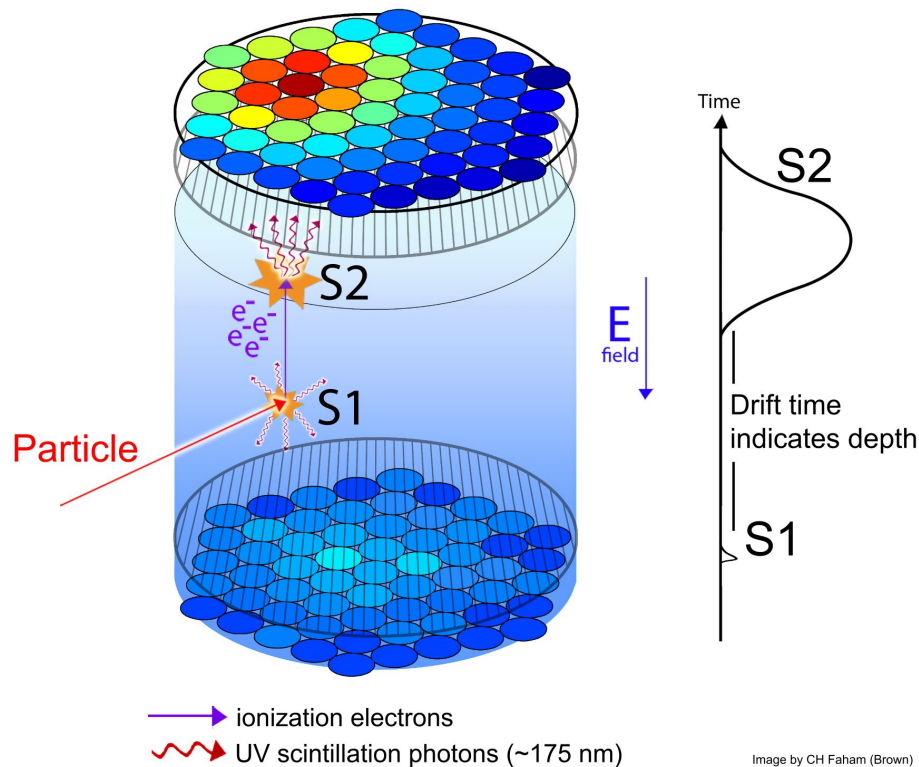 Time
S2
S2
e-
e-e-
e-
E
field
S1
Particle
Drift time
indicates depth
S1
ionization electrons
UV scintillation photons (~175 nm)
Image by CH Faham (Brown)